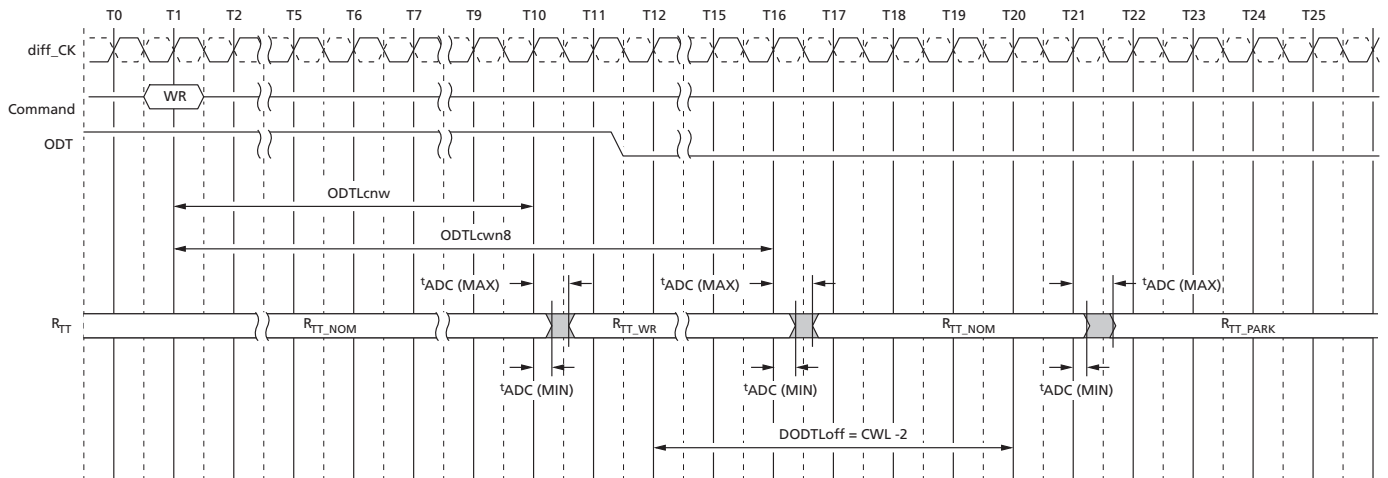 T0 T1 T2 T5 T6 T7 T9 T10 T11 T12 T15 T16 T17 T18 T19 T20 T21 T22 T23 T24 T25
diff_CK
WR
Command
ODT
ODTLcnw
ODTLcwn8
tADC (MAX) tADC (MAX) tADC (MAX)
RTT RTT_NOM RTT_WR RTT_NOM RTT_PARK
tADC (MIN) tADC (MIN) tADC (MIN)
DODTLoff = CWL -2